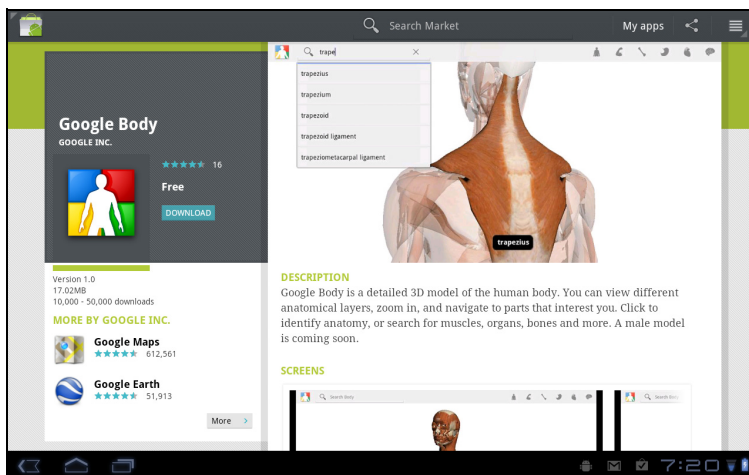 Search Market
My apps
trape
trapezius
trapezium
trapezoid
trapezoid ligament
trapeziometacarpal ligament
trapezius
Google Body
GOOGLE INC.
16
Free
DOWNLOAD
Version 1.0
17.02MB
10,000 - 50,000 downloads
MORE BY GOOGLE INC.
Google Maps
612,561
Google Earth
51,913
More
DESCRIPTION
Google Body is a detailed 3D model of the human body. You can view different
anatomical layers, zoom in, and navigate to parts that interest you. Click to
identify anatomy, or search for muscles, organs, bones and more. A male model
is coming soon.
SCREENS
Search Body
Search Body
7:20